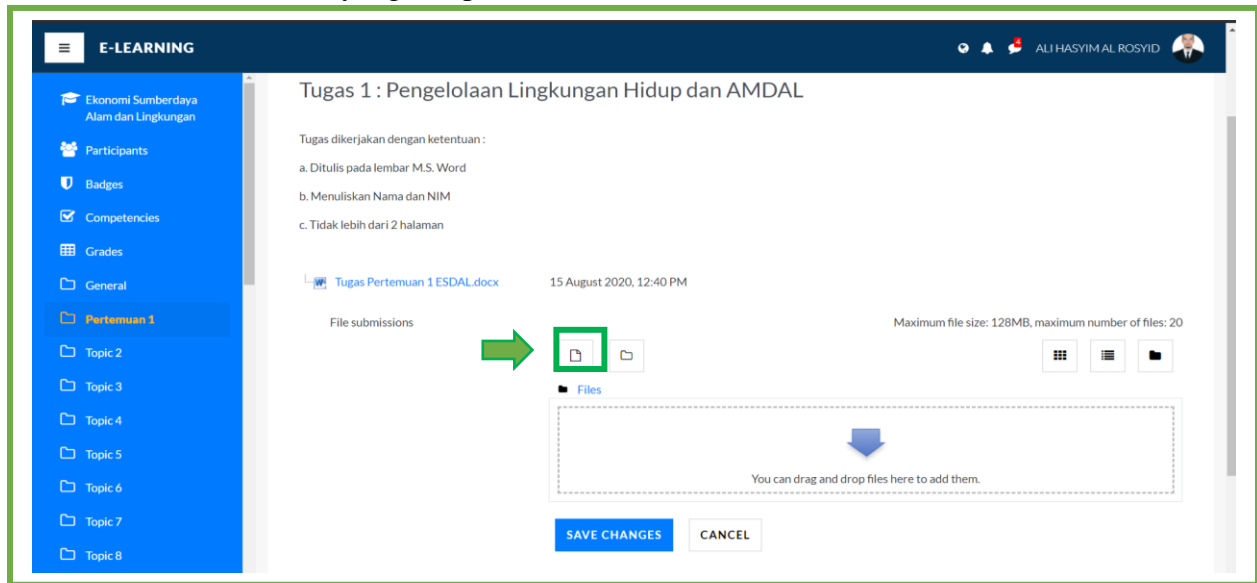 E-LEARNING
4
ALI HASYIM AL ROSYID
Ekonomi Sumberdaya
Alam dan Lingkungan
Participants
Badges
Competencies
Grades
General
Pertemuan 1
Topic 2
Topic 3
Topic 4
Topic 5
Topic 6
Topic 7
Topic 8
Tugas 1 : Pengelolaan Lingkungan Hidup dan AMDAL
Tugas dikerjakan dengan ketentuan :
a. Ditulis pada lembar M.S. Word
b. Menuliskan Nama dan NIM
c. Tidak lebih dari 2 halaman
Tugas Pertemuan 1 ESDAL.docx 15 August 2020, 12:40 PM
File submissions
Maximum file size: 128MB, maximum number of files: 20
Files
You can drag and drop files here to add them.
SAVE CHANGES CANCEL